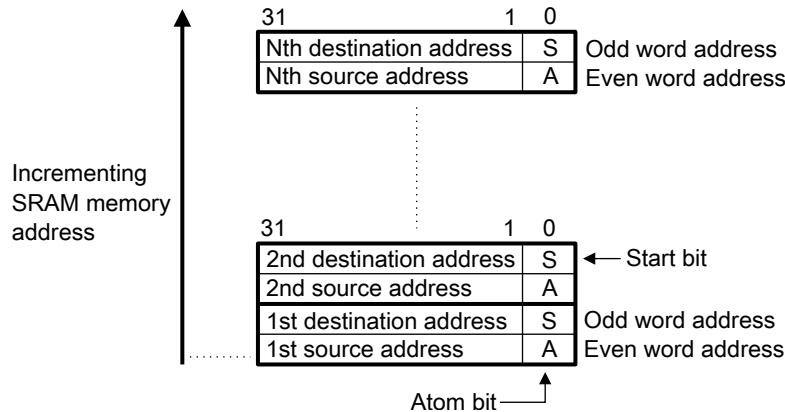 31 1 0
Nth destination address S Odd word address
Nth source address A Even word address
Incrementing
SRAM memory
address
31 1 0
2nd destination address S Start bit
2nd source address A
1st destination address S Odd word address
1st source address A Even word address
Atom bit